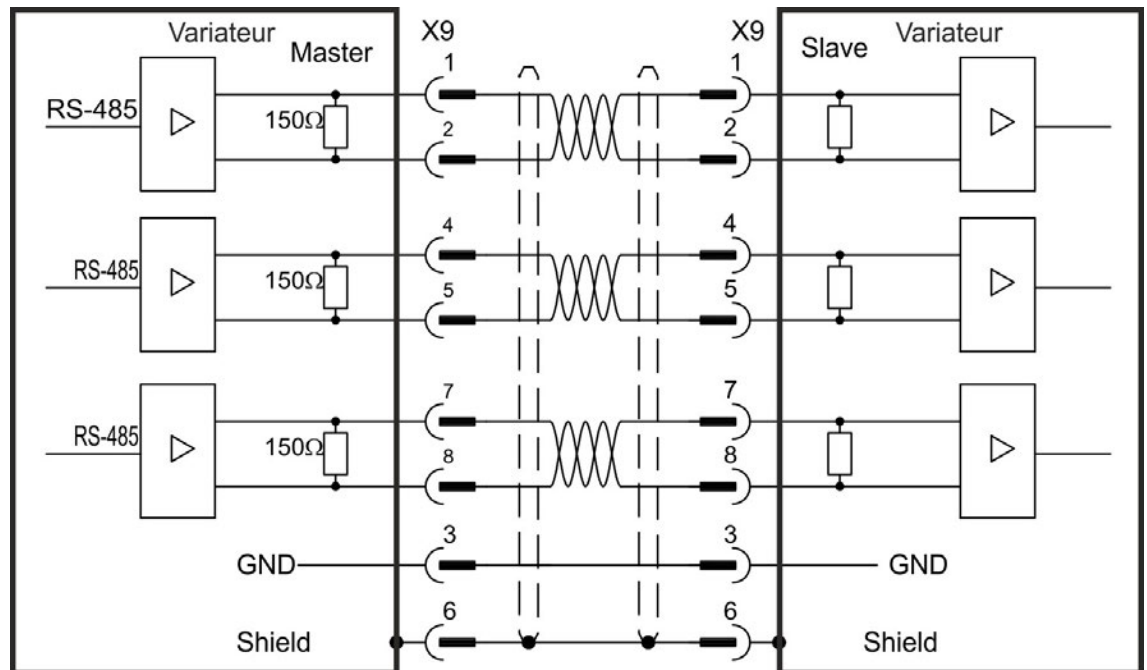 Variateur
Master
X9
X9
Slave
Variateur
RS-485
150Ω
1
2
1
2
RS-485
150Ω
4
5
4
5
RS-485
150Ω
7
8
7
8
GND
3
3
GND
Shield
6
6
Shield